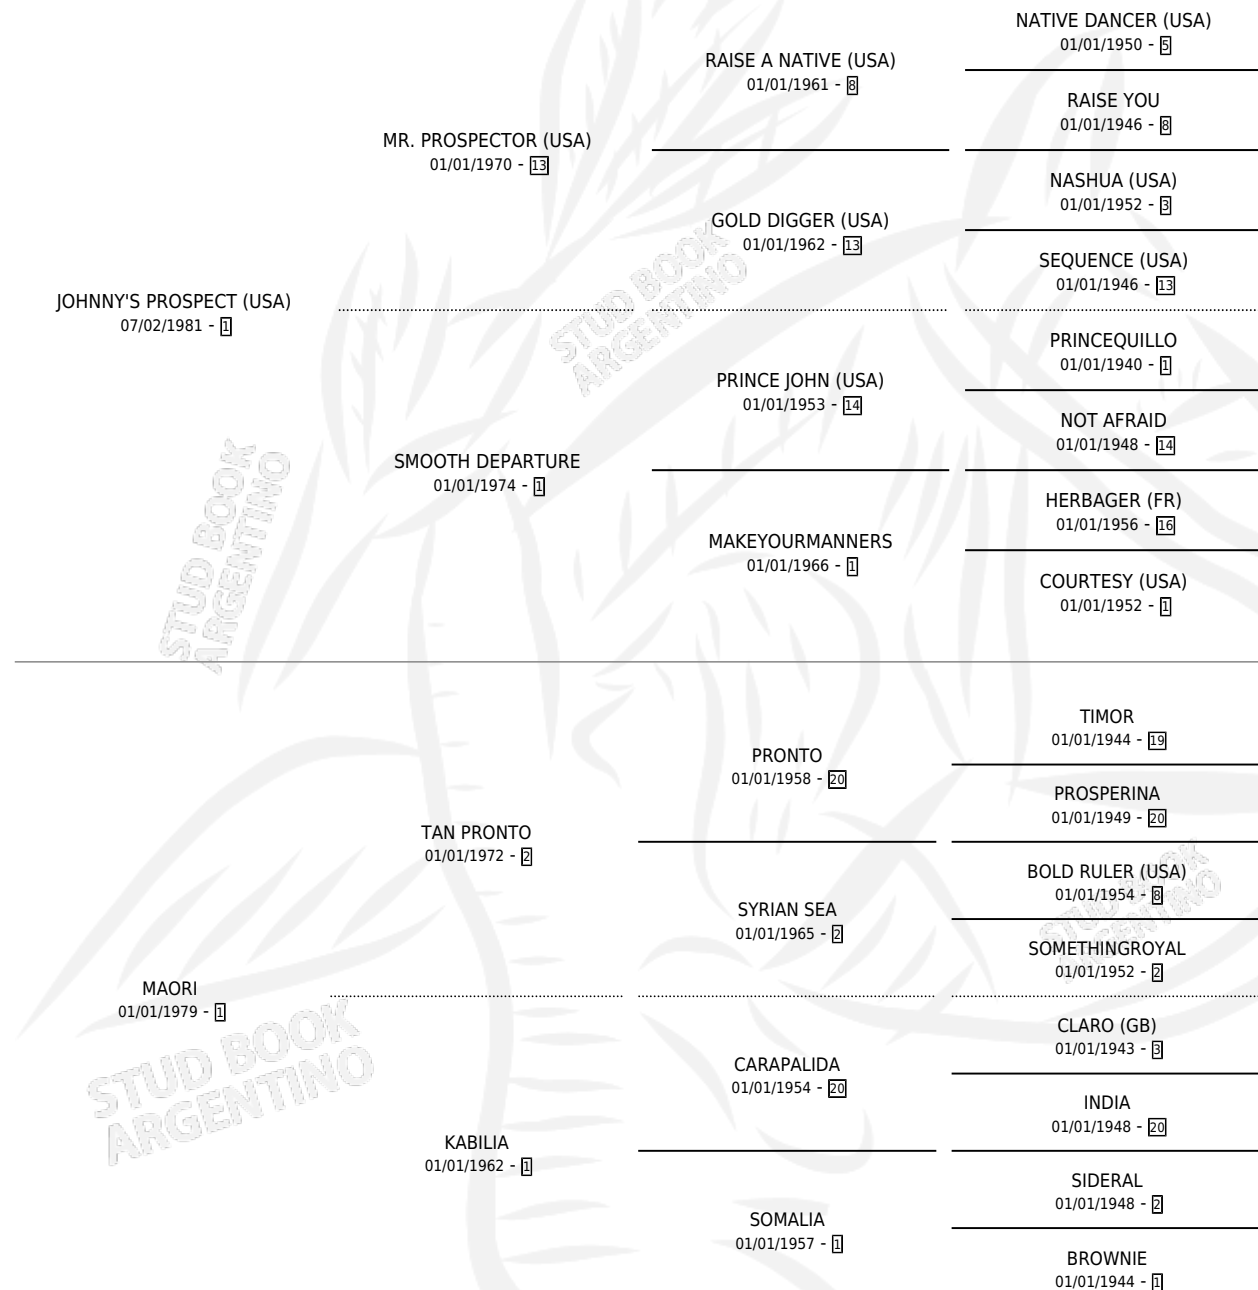 NATIVE DANCER (USA)
01/01/1950 - 5
RAISE A NATIVE (USA)
01/01/1961 - 8
RAISE YOU
01/01/1946 - 8
MR. PROSPECTOR (USA)
01/01/1970 - 13
NASHUA (USA)
01/01/1952 - 3
GOLD DIGGER (USA)
01/01/1962 - 13
SEQUENCE (USA)
01/01/1946 - 13
JOHNNY'S PROSPECT (USA)
07/02/1981 - 1
STUD BOOK
ARGENTINO
PRINCEQUILLO
01/01/1940 - 1
PRINCE JOHN (USA)
01/01/1953 - 14
NOT AFRAID
01/01/1948 - 14
SMOOTH DEPARTURE
01/01/1974 - 1
HERBAGER (FR)
01/01/1956 - 16
MAKEYOURMANNERS
01/01/1966 - 1
COURTESY (USA)
01/01/1952 - 1
STUD BOOK
ARGENTINO
TIMOR
01/01/1944 - 19
PRONTO
01/01/1958 - 20
PROSPERINA
01/01/1949 - 20
TAN PRONTO
01/01/1972 - 2
BOLD RULER (USA)
01/01/1954 - 8
SYRIAN SEA
01/01/1965 - 2
SOMETHINGROYAL
01/01/1952 - 2
STUD BOOK
ARGENTINO
MAORI
01/01/1979 - 1
CLARO (GB)
01/01/1943 - 3
CARAPALIDA
01/01/1954 - 20
INDIA
01/01/1948 - 20
STUD BOOK
ARGENTINO
KABILIA
01/01/1962 - 1
SIDERAL
01/01/1948 - 2
SOMALIA
01/01/1957 - 1
BROWNIE
01/01/1944 - 1